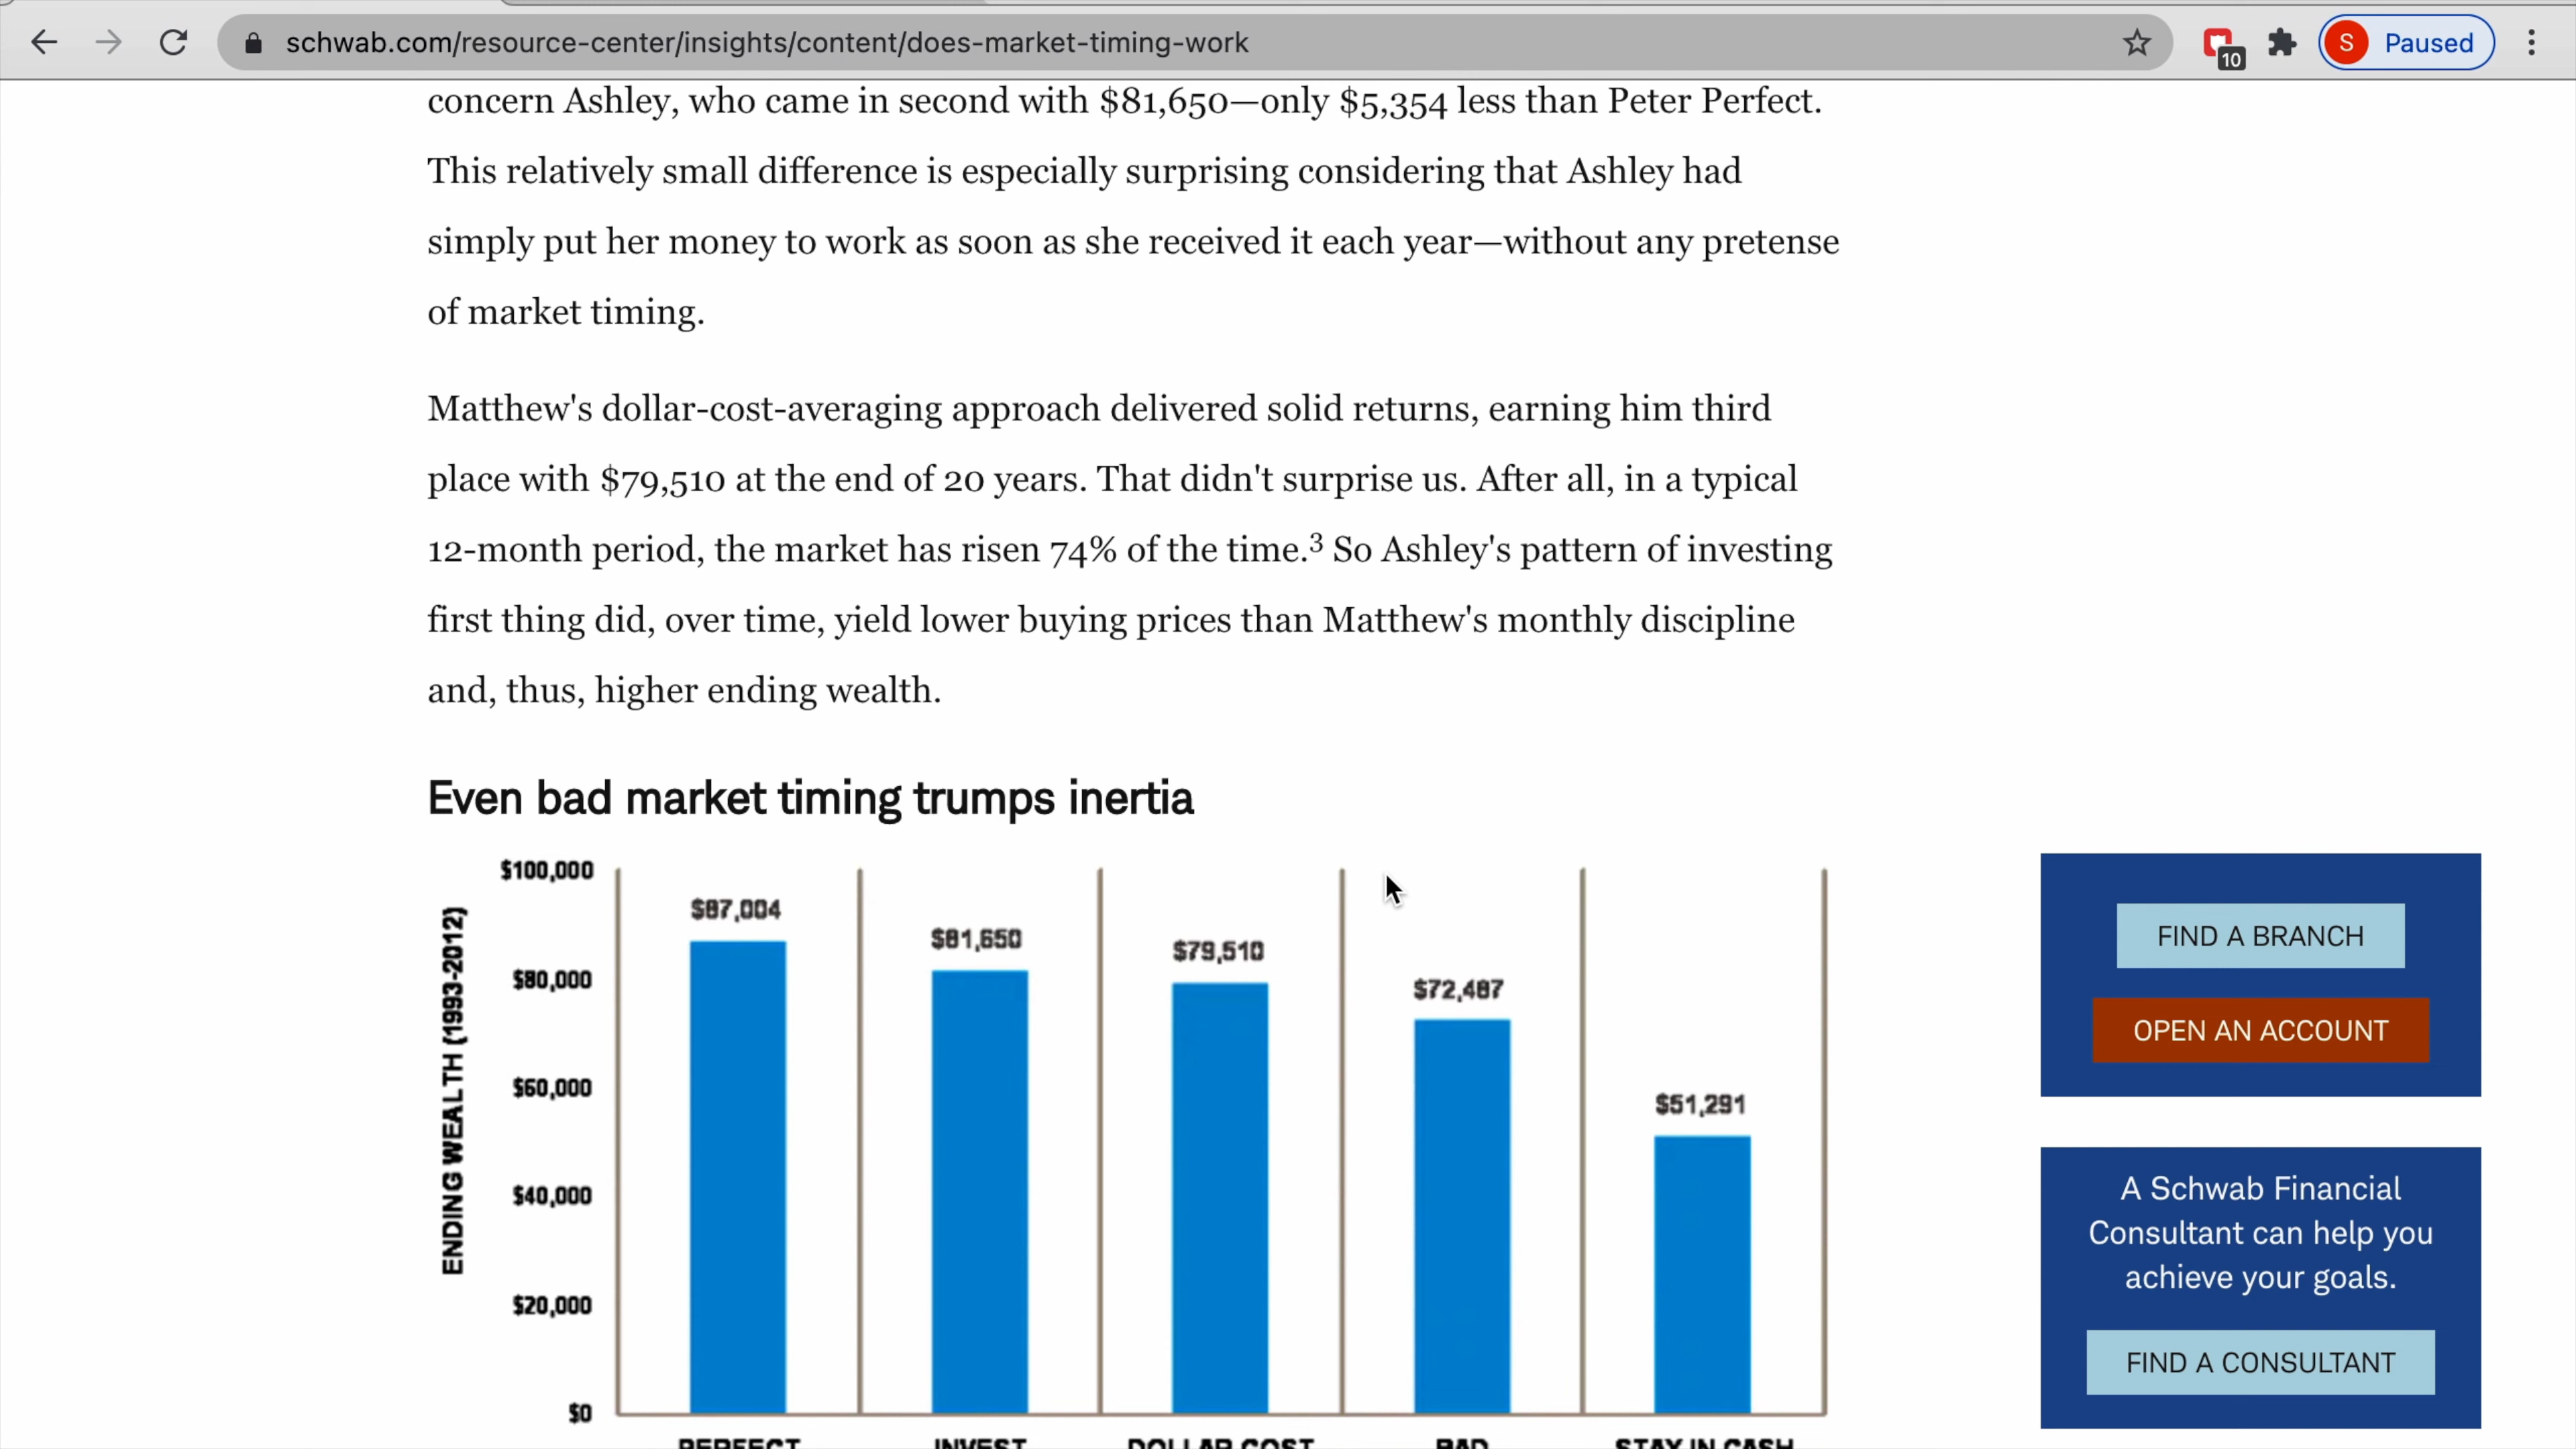 schwab.com/resource-center/insights/content/does-market-timing-work
10
S
Paused
concern Ashley, who came in second with $81,650—only $5,354 less than Peter Perfect.
This relatively small difference is especially surprising considering that Ashley had
simply put her money to work as soon as she received it each year—without any pretense
of market timing.
Matthew's dollar-cost-averaging approach delivered solid returns, earning him third
place with $79,510 at the end of 20 years. That didn't surprise us. After all, in a typical
12-month period, the market has risen 74% of the time.³ So Ashley's pattern of investing
first thing did, over time, yield lower buying prices than Matthew's monthly discipline
and, thus, higher ending wealth.
Even bad market timing trumps inertia
ENDING WEALTH (1993-2012)
$100,000
$80,000
$60,000
$40,000
$20,000
$0
$87,004
$81,650
$79,510
$72,487
$51,291
PERFECT
INVEST
DOLLAR COST
BAD
STAY IN CASH
FIND A BRANCH
OPEN AN ACCOUNT
A Schwab Financial
Consultant can help you
achieve your goals.
FIND A CONSULTANT